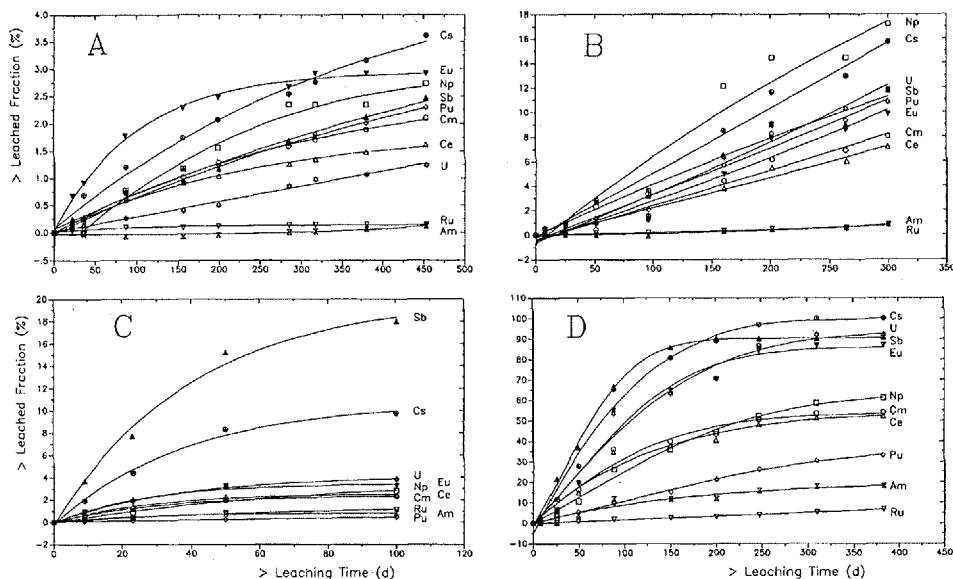 A
> Leached Fraction (%)
4.0
3.5
3.0
2.5
2.0
1.5
1.0
0.5
0.0
-.5
0 50 100 150 200 250 300 350 400 450 500
Cs
Eu
Np
Sb
Pu
Cm
Ce
U
Ru
Am
B
18
16
14
12
10
8
6
4
2
0
-2
0 50 100 150 200 250 300 350
Np
Cs
U
Sb
Pu
Eu
Cm
Ce
Am
Ru
C
> Leached Fraction (%)
20
18
16
14
12
10
8
6
4
2
0
-2
0 20 40 60 80 100 120
> Leaching Time (d)
Sb
Cs
U Eu
Np
Cm Ce
Ru
Pu Am
D
110
100
90
80
70
60
50
40
30
20
10
0
-10
0 50 100 150 200 250 300 350 400 450
> Leaching Time (d)
Cs
U
Sb
Eu
Np
Cm
Ce
Pu
Am
Ru